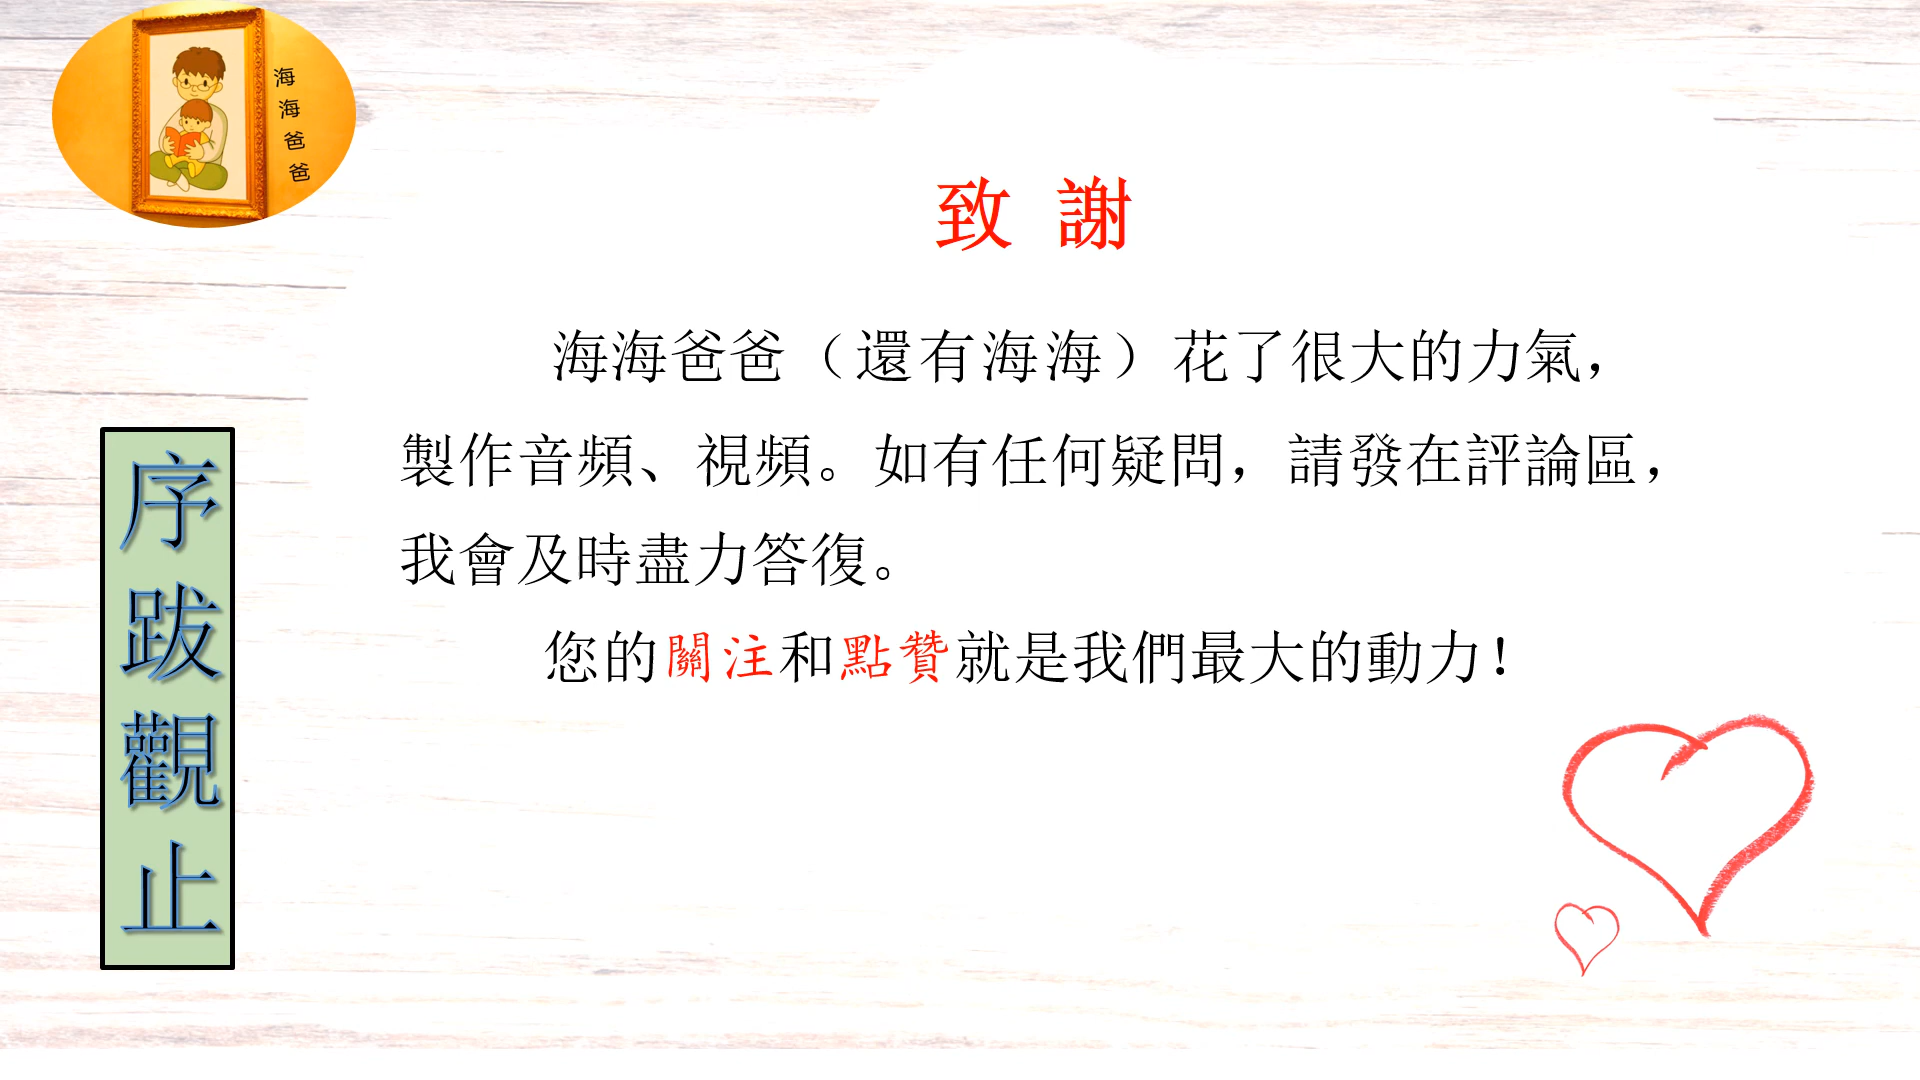 海海爸爸
致 謝
海海爸爸（還有海海）花了很大的力氣，
製作音頻、視頻。如有任何疑問，請發在評論區，
我會及時盡力答復。
您的關注和點贊就是我們最大的動力！
序跋觀止